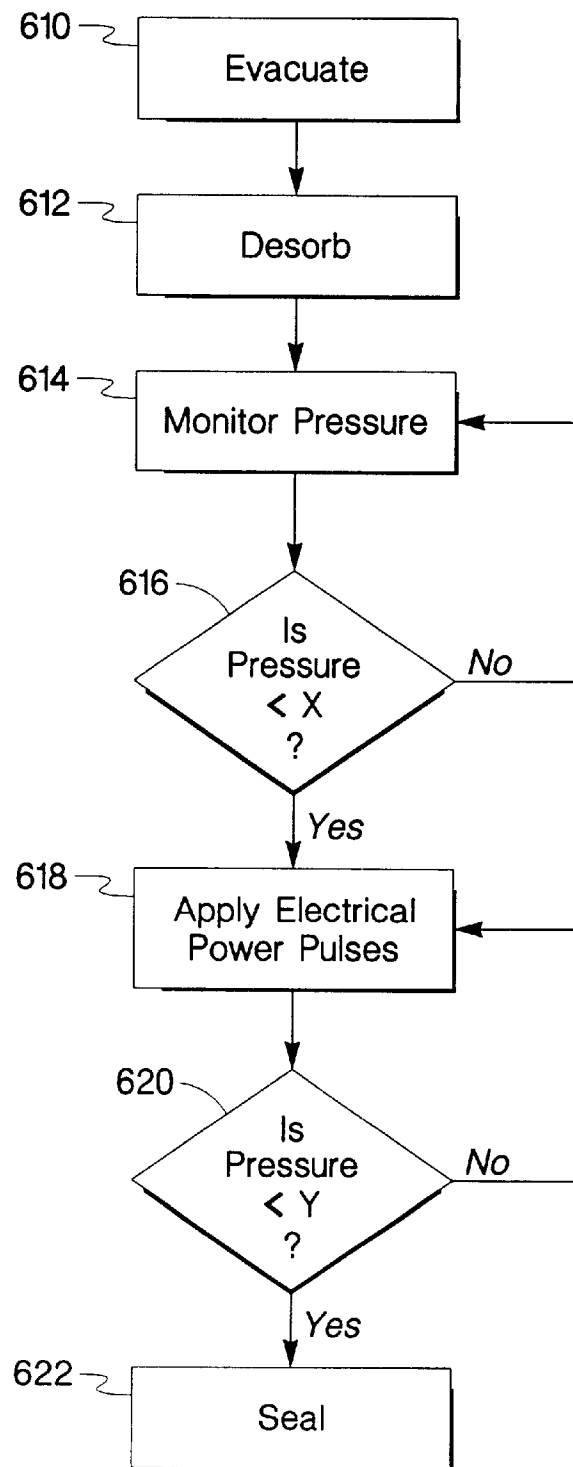 610
Evacuate
612
Desorb
614
Monitor Pressure
616
Is
Pressure
< X
?
No
Yes
618
Apply Electrical
Power Pulses
620
Is
Pressure
< Y
?
No
Yes
622
Seal